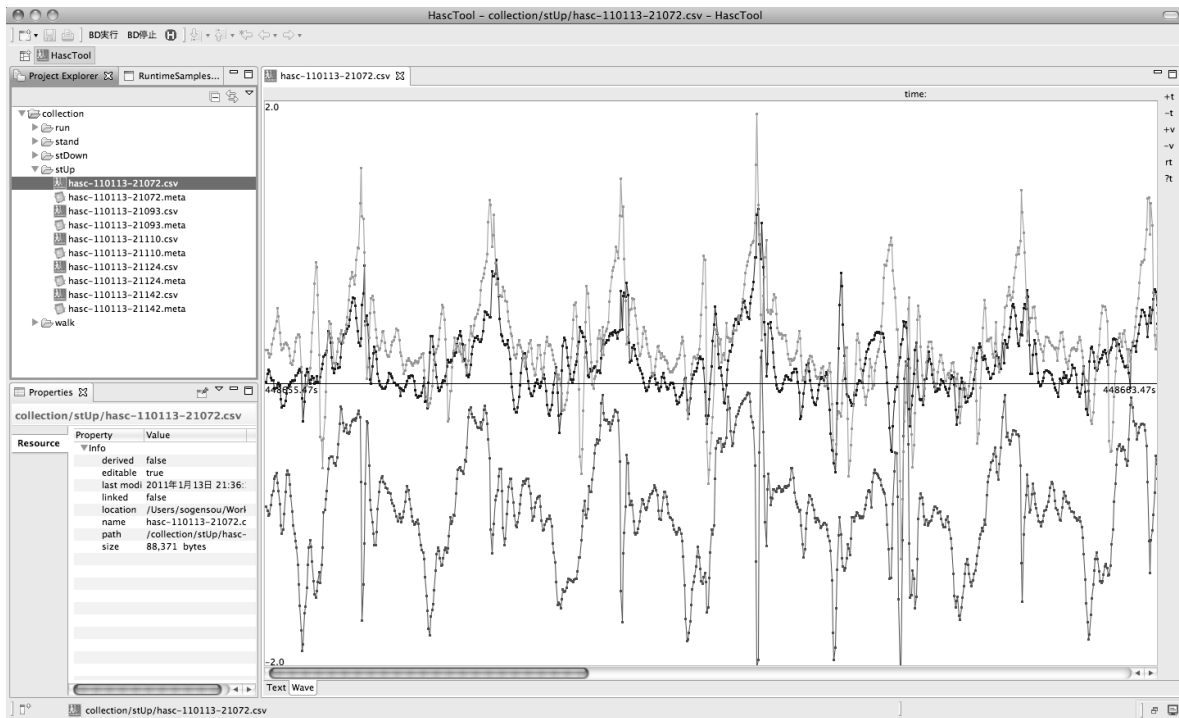 HascTool - collection/stUp/hasc-110113-21072.csv - HascTool
BD実行 BD停止 H
HascTool
Project Explorer RuntimeSamples...
collection
run
stand
stDown
stUp
hasc-110113-21072.csv
hasc-110113-21072.meta
hasc-110113-21093.csv
hasc-110113-21093.meta
hasc-110113-21110.csv
hasc-110113-21110.meta
hasc-110113-21124.csv
hasc-110113-21124.meta
hasc-110113-21142.csv
hasc-110113-21142.meta
walk
Properties
collection/stUp/hasc-110113-21072.csv
Resource
Property Value
Info
derived false
editable true
last modi 2011年1月13日 21:36:
linked false
location /Users/sogensou/Work
name hasc-110113-21072.c
path /collection/stUp/hasc-
size 88,371 bytes
hasc-110113-21072.csv
time:
2.0
448655.47s 448663.47s
-2.0
+t
-t
+v
-v
rt
?t
Text Wave
collection/stUp/hasc-110113-21072.csv